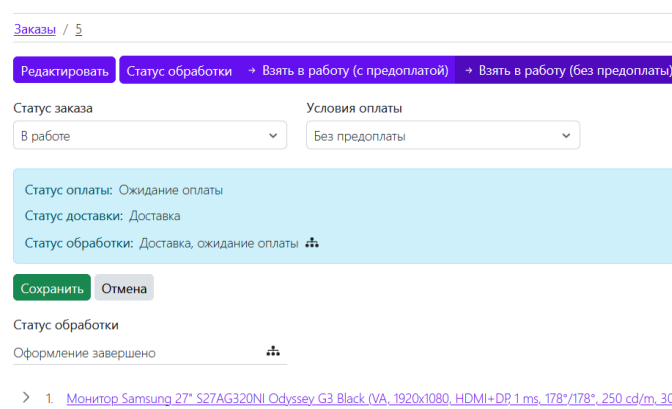 Заказы / 5
Редактировать Статус обработки → Взять в работу (с предоплатой) → Взять в работу (без предоплаты)
Статус заказа Условия оплаты
В работе Без предоплаты
Статус оплаты: Ожидание оплаты
Статус доставки: Доставка
Статус обработки: Доставка, ожидание оплаты
Сохранить Отмена
Статус обработки
Оформление завершено
1. Монитор Samsung 27" S27AG320NI Odyssey G3 Black (VA, 1920x1080, HDMI+DP, 1 ms, 178°/178°, 250 cd/m, 30